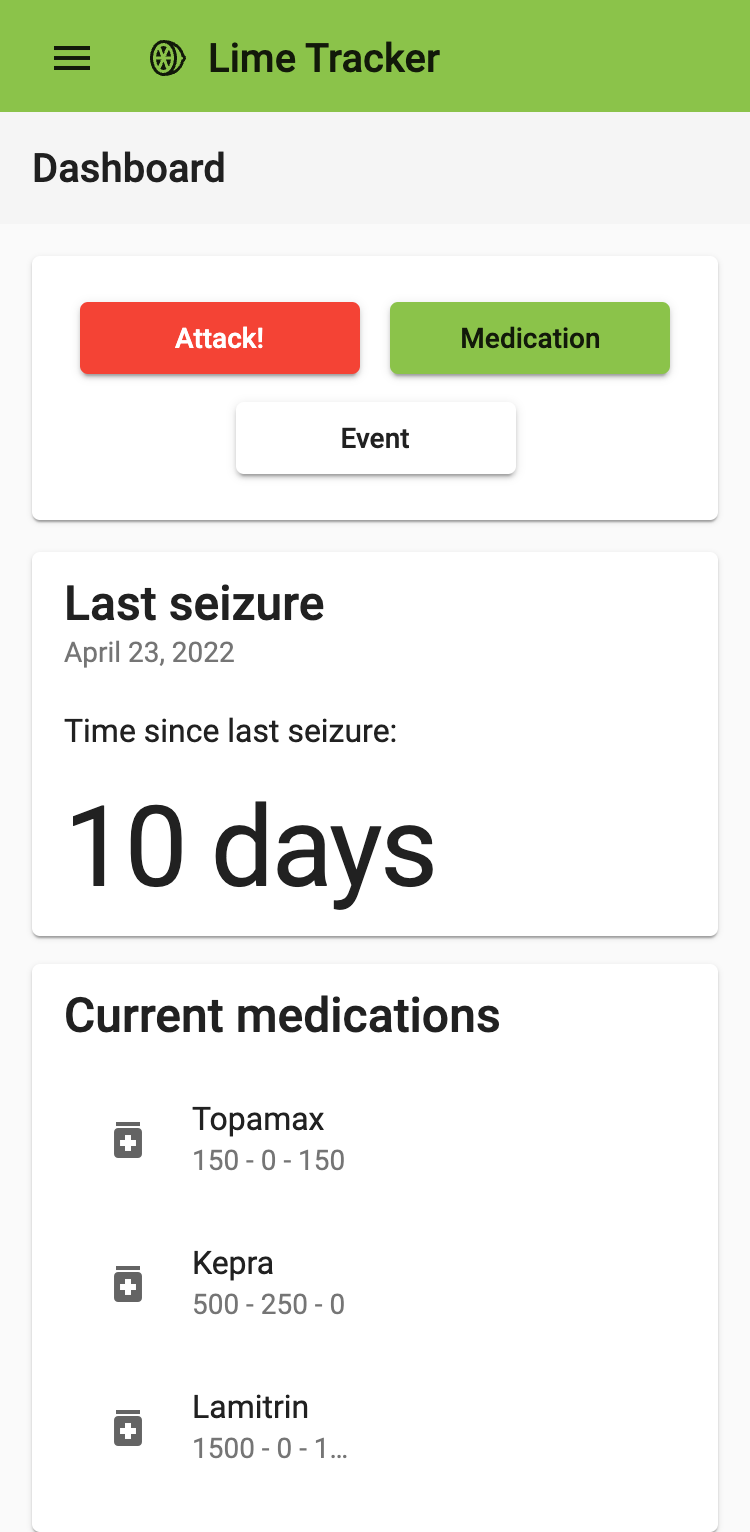 Lime Tracker
Dashboard
Attack!
Medication
Event
Last seizure
April 23, 2022
Time since last seizure:
10 days
Current medications
Topamax
150 - 0 - 150
Kepra
500 - 250 - 0
Lamitrin
1500 - 0 - 1...